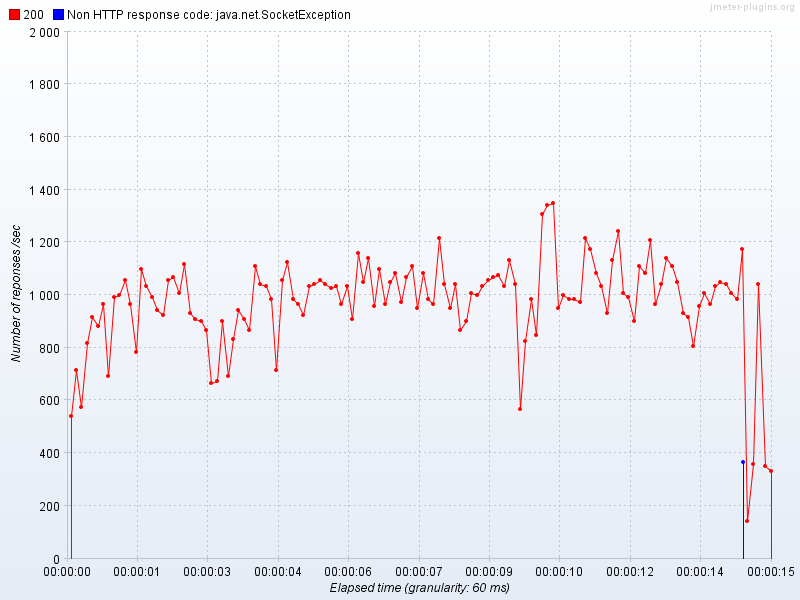 jmeter-plugins.org
200 Non HTTP response code: java.net.SocketException
2 000
1 800
1 600
1 400
1 200
1 000
800
600
400
200
0
Number of reponses /sec
00:00:00 00:00:01 00:00:03 00:00:04 00:00:06 00:00:07 00:00:09 00:00:10 00:00:12 00:00:14 00:00:15
Elapsed time (granularity: 60 ms)